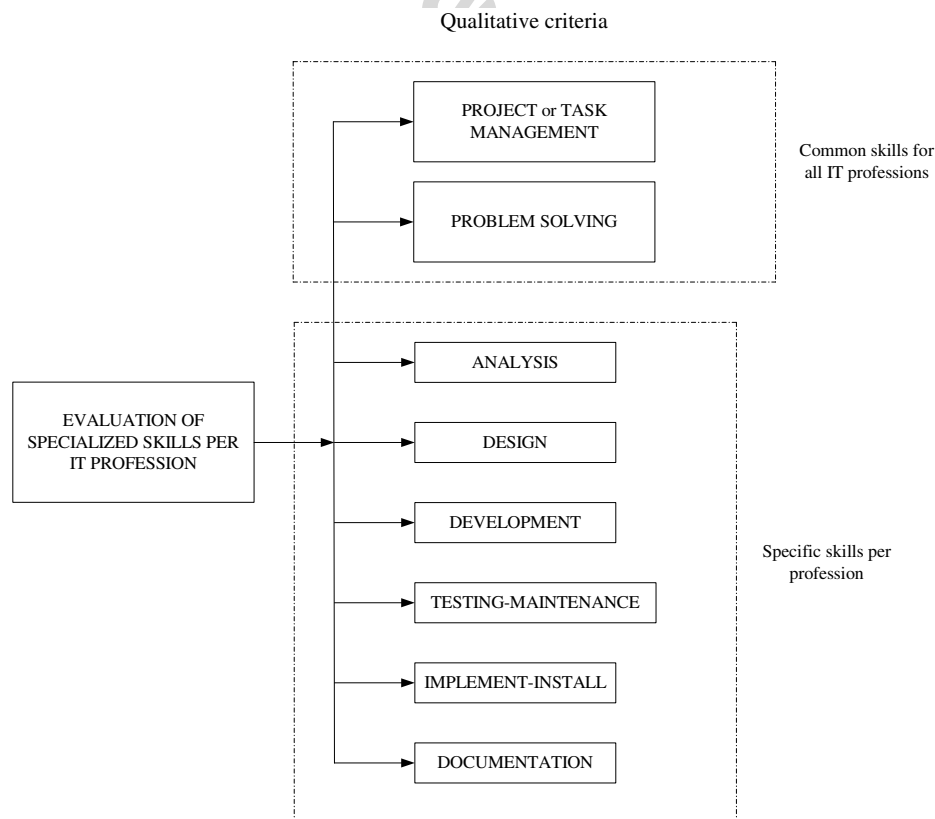 Qualitative criteria
PROJECT or TASK
MANAGEMENT
Common skills for
all IT professions
PROBLEM SOLVING
ANALYSIS
EVALUATION OF
SPECIALIZED SKILLS PER
IT PROFESSION
DESIGN
DEVELOPMENT
Specific skills per
profession
TESTING-MAINTENANCE
IMPLEMENT-INSTALL
DOCUMENTATION